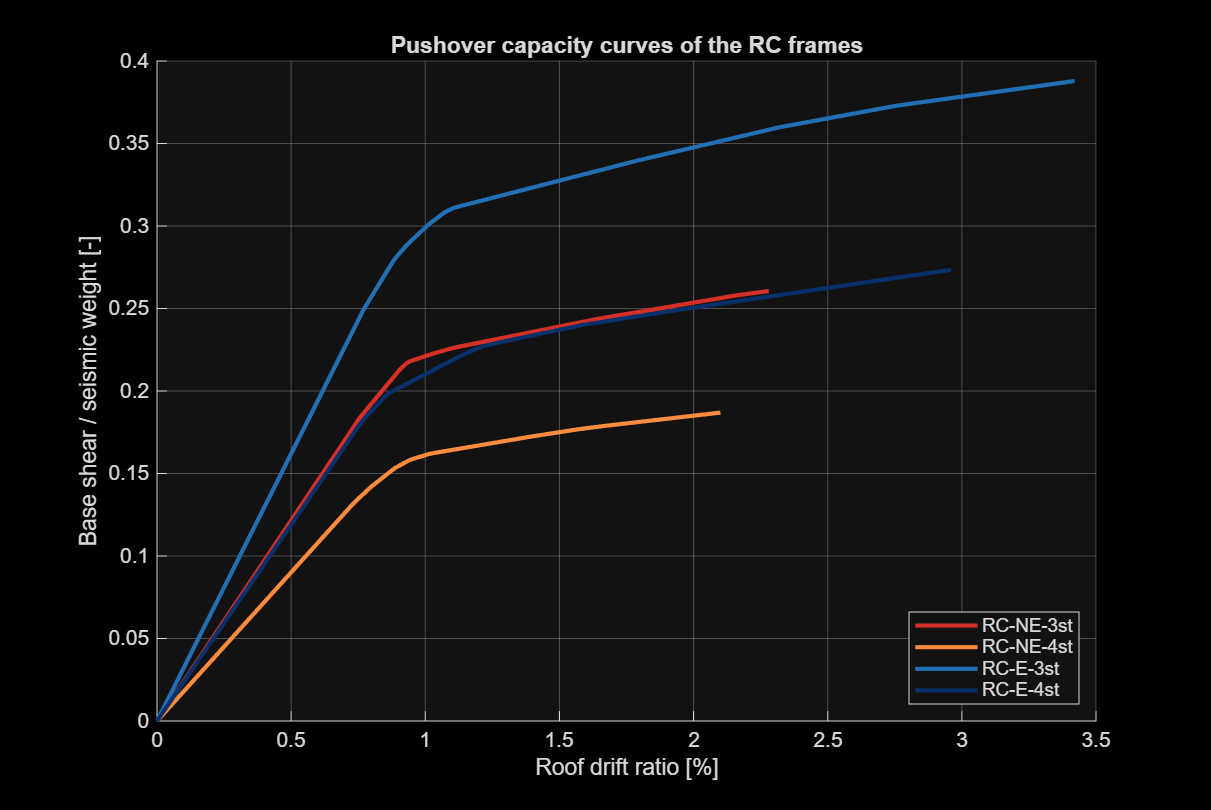 Pushover capacity curves of the RC frames
0.4
0.35
0.3
0.25
0.2
0.15
0.1
0.05
0
Base shear / seismic weight [-]
0 0.5 1 1.5 2 2.5 3 3.5
Roof drift ratio [%]
RC-NE-3st
RC-NE-4st
RC-E-3st
RC-E-4st